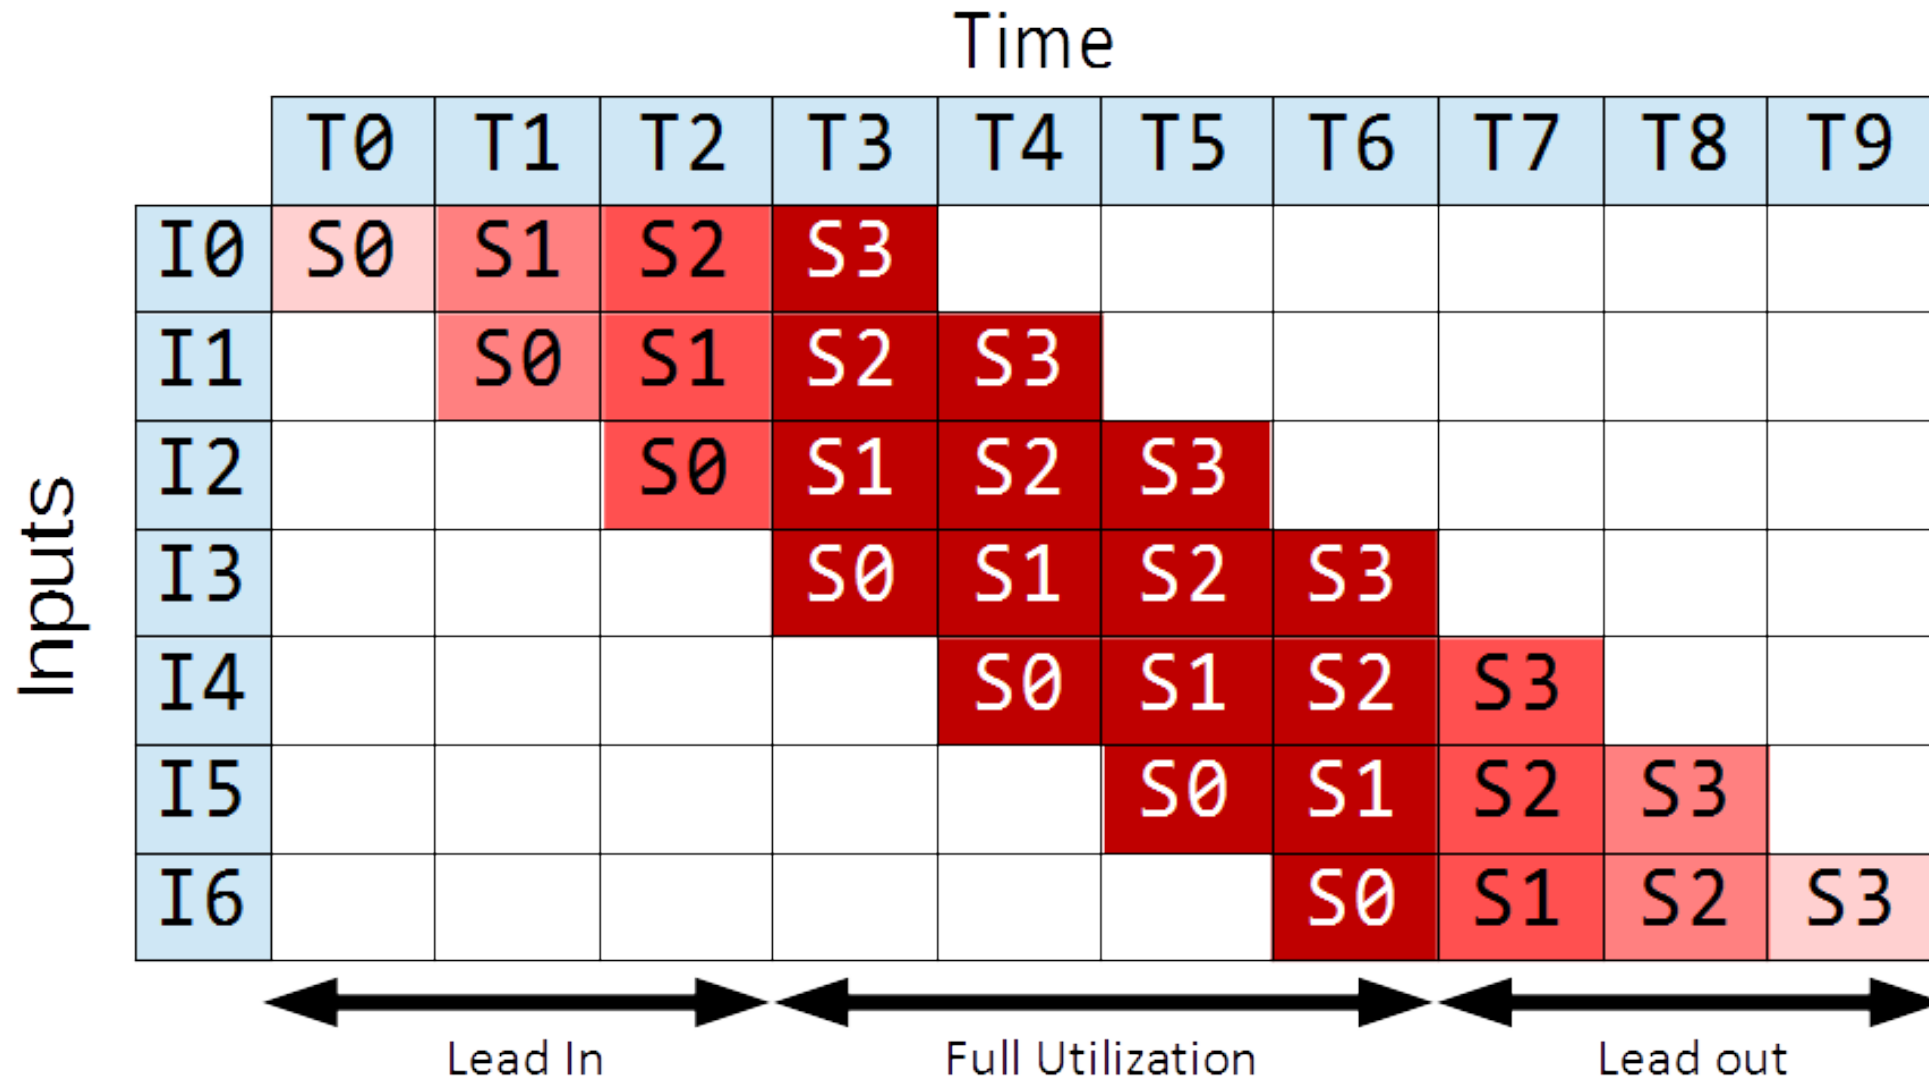 Time
T0 T1 T2 T3 T4 T5 T6 T7 T8 T9
I0 S0 S1 S2 S3
I1 S0 S1 S2 S3
I2 S0 S1 S2 S3
Inputs
I3 S0 S1 S2 S3
I4 S0 S1 S2 S3
I5 S0 S1 S2 S3
I6 S0 S1 S2 S3
Lead In Full Utilization Lead out